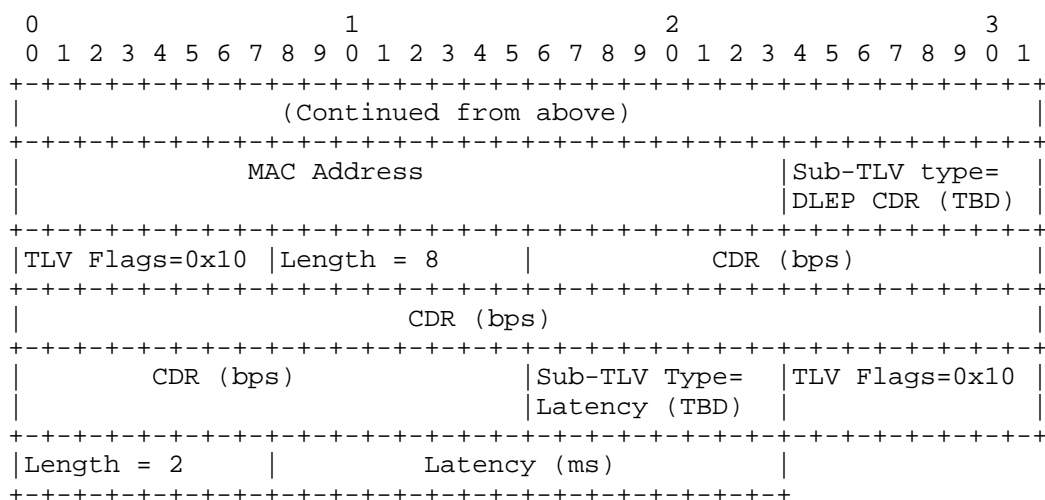 0                   1                   2                   3
 0 1 2 3 4 5 6 7 8 9 0 1 2 3 4 5 6 7 8 9 0 1 2 3 4 5 6 7 8 9 0 1
+-+-+-+-+-+-+-+-+-+-+-+-+-+-+-+-+-+-+-+-+-+-+-+-+-+-+-+-+-+-+-+-+
|                (Continued from above)                         |
+-+-+-+-+-+-+-+-+-+-+-+-+-+-+-+-+-+-+-+-+-+-+-+-+-+-+-+-+-+-+-+-+
|              MAC Address                      |Sub-TLV type=  |
|                                               |DLEP CDR (TBD) |
+-+-+-+-+-+-+-+-+-+-+-+-+-+-+-+-+-+-+-+-+-+-+-+-+-+-+-+-+-+-+-+-+
|TLV Flags=0x10 |Length = 8     |           CDR (bps)           |
+-+-+-+-+-+-+-+-+-+-+-+-+-+-+-+-+-+-+-+-+-+-+-+-+-+-+-+-+-+-+-+-+
|                        CDR (bps)                              |
+-+-+-+-+-+-+-+-+-+-+-+-+-+-+-+-+-+-+-+-+-+-+-+-+-+-+-+-+-+-+-+-+
|        CDR (bps)              |Sub-TLV Type=  |TLV Flags=0x10 |
|                               |Latency (TBD)  |               |
+-+-+-+-+-+-+-+-+-+-+-+-+-+-+-+-+-+-+-+-+-+-+-+-+-+-+-+-+-+-+-+-+
|Length = 2     |         Latency (ms)          |
+-+-+-+-+-+-+-+-+-+-+-+-+-+-+-+-+-+-+-+-+-+-+-+-+